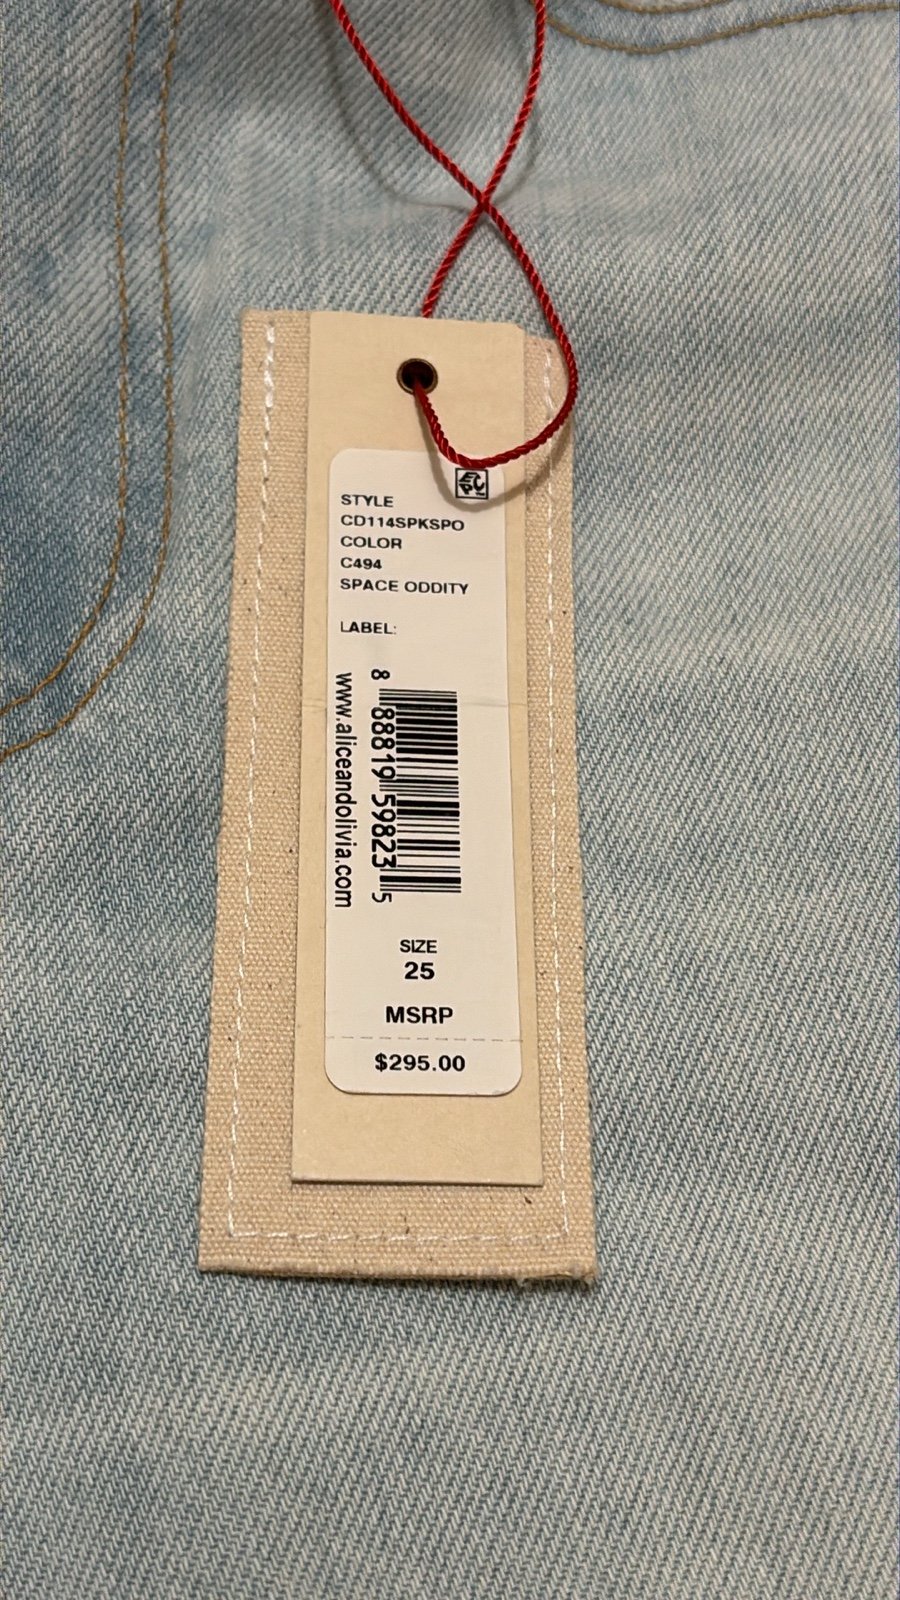 STYLE
CD114SPKSPO
COLOR
C494
SPACE ODDITY
LABEL:
8 88819 59823 5
www.aliceandolivia.com
SIZE
25
MSRP
$295.00